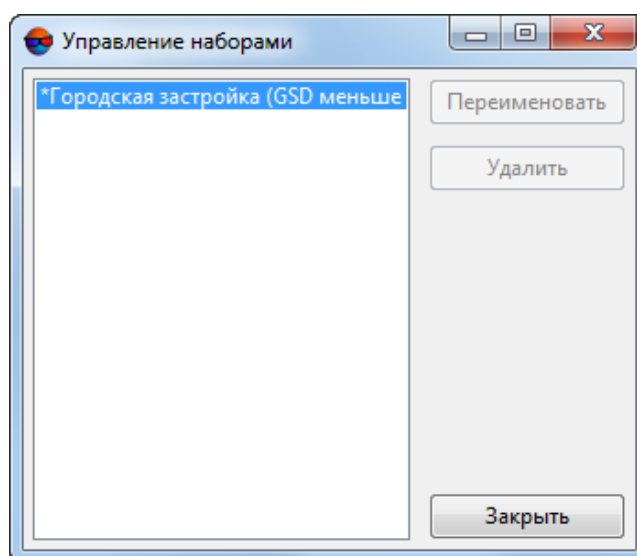 Управление наборами
*Городская застройка (GSD меньше
Переименовать
Удалить
Закрыть